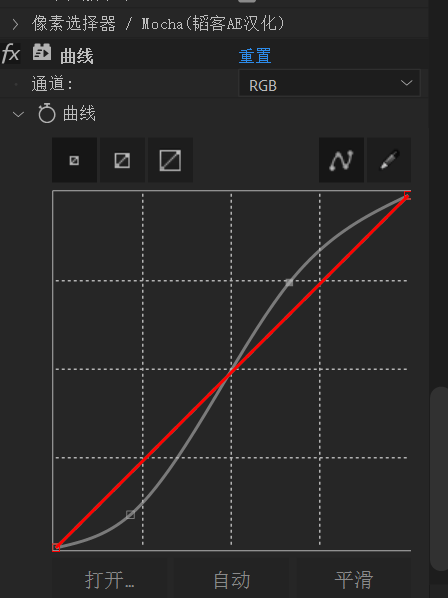 像素选择器 / Mocha(韬客AE汉化)
fx 曲线 重置
通道: RGB
曲线
打开… 自动 平滑